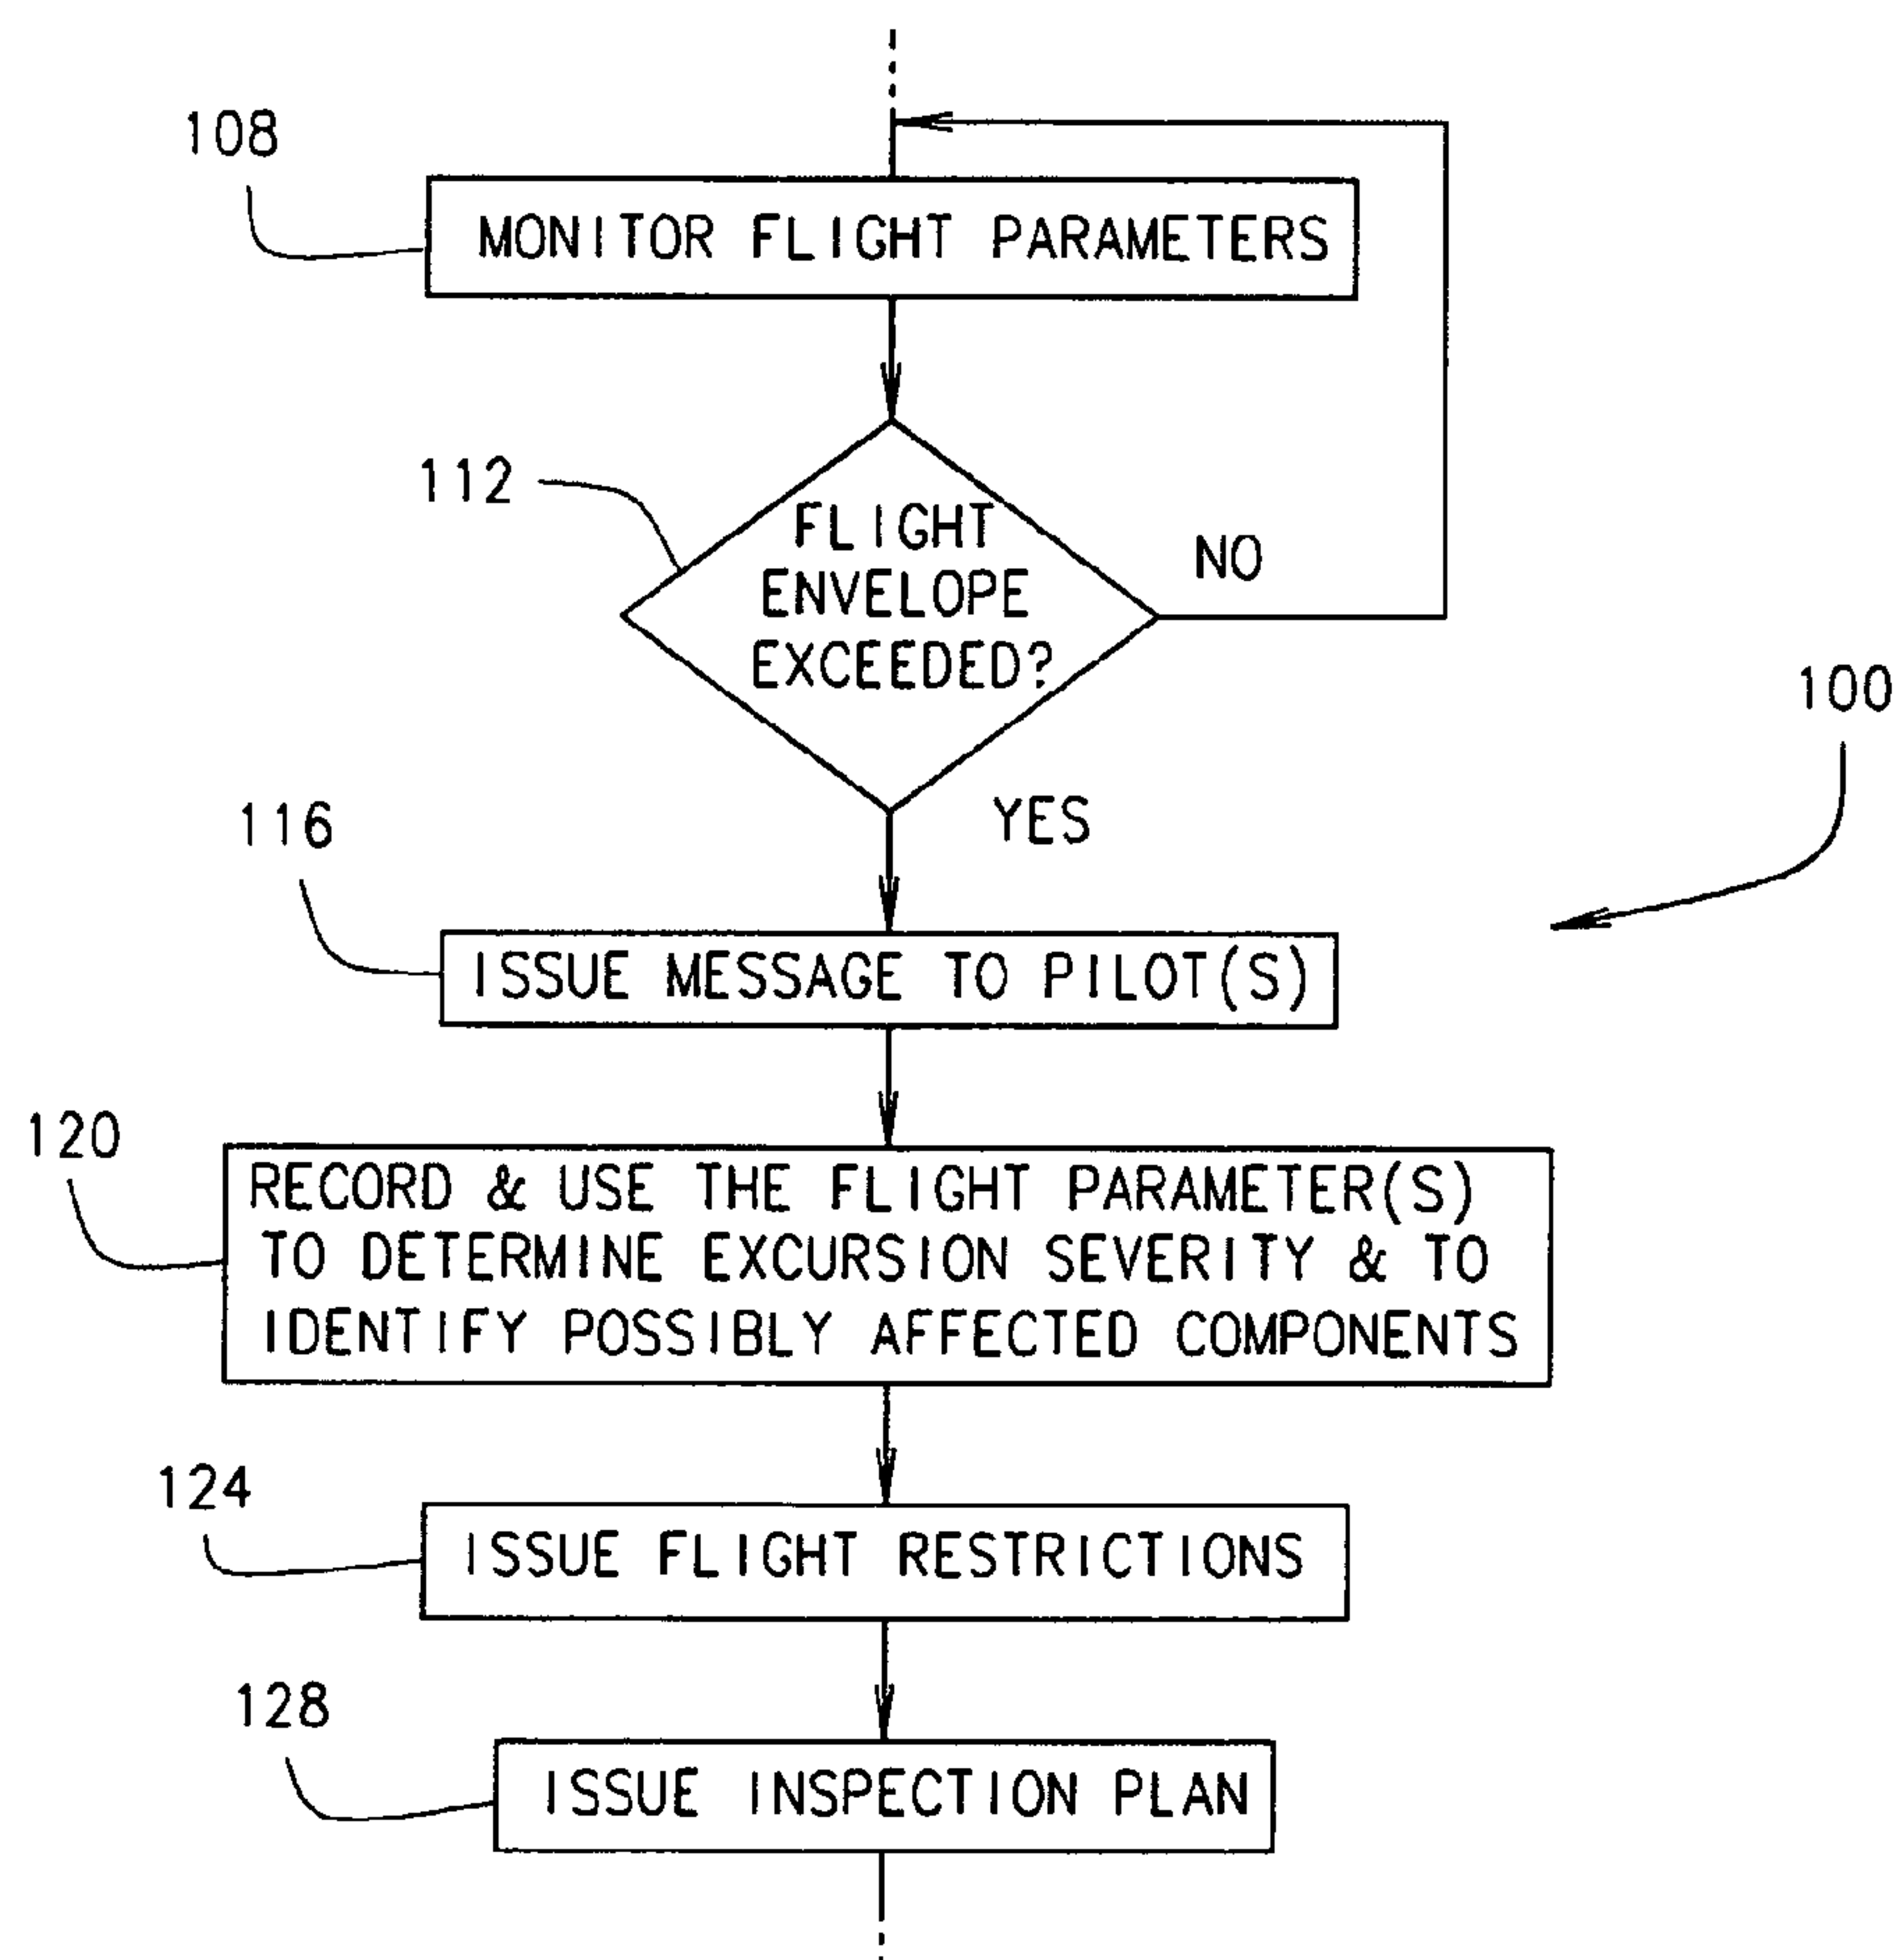 108
MONITOR FLIGHT PARAMETERS
112
FLIGHT
ENVELOPE
EXCEEDED?
NO
100
YES
116
ISSUE MESSAGE TO PILOT(S)
120
RECORD & USE THE FLIGHT PARAMETER(S)
TO DETERMINE EXCURSION SEVERITY & TO
IDENTIFY POSSIBLY AFFECTED COMPONENTS
124
ISSUE FLIGHT RESTRICTIONS
128
ISSUE INSPECTION PLAN